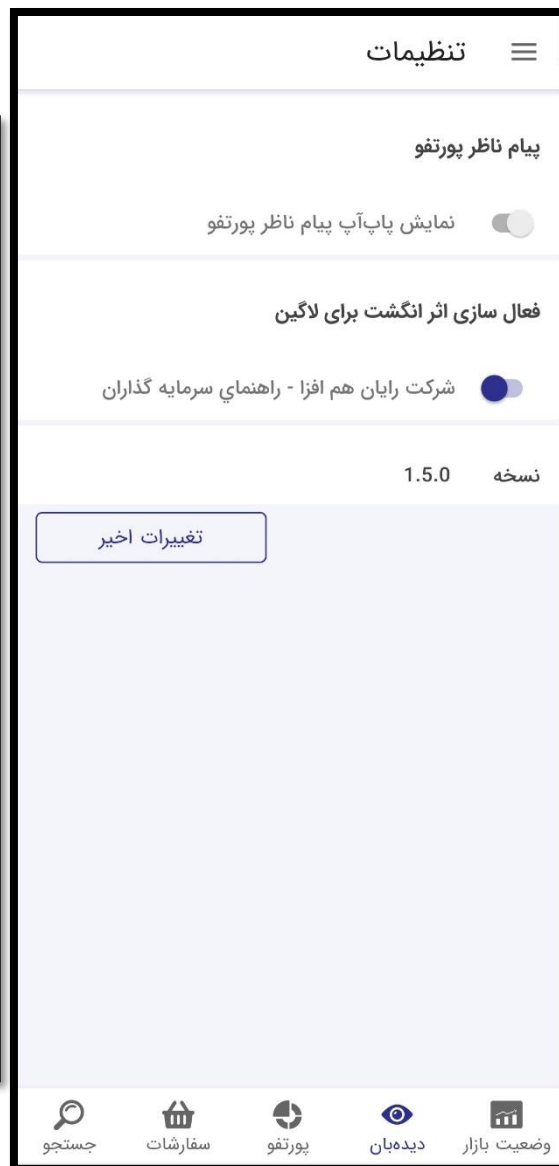 تنظیمات
پیام ناظر پورتفو
نمایش پاپ‌آپ پیام ناظر پورتفو
فعال سازی اثر انگشت برای لاگین
شرکت رایان هم افزا - راهنماي سرمایه گذاران
نسخه 1.5.0
تغییرات اخیر
وضعیت بازار
دیده‌بان
پورتفو
سفارشات
جستجو